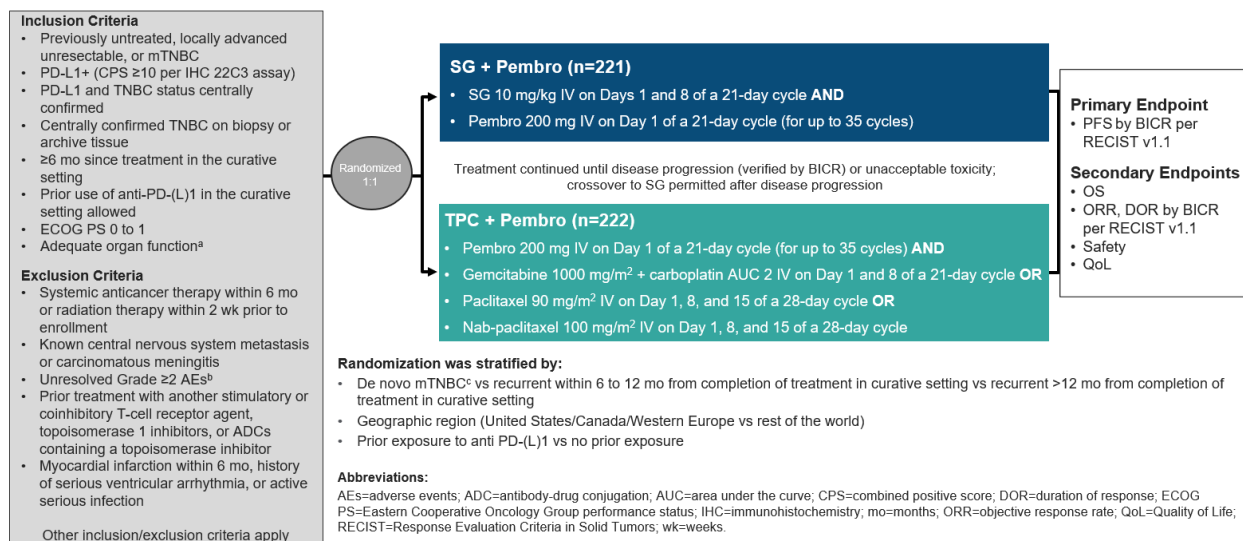 Inclusion Criteria
• Previously untreated, locally advanced
unresectable, or mTNBC
• PD-L1+ (CPS ≥10 per IHC 22C3 assay)
• PD-L1 and TNBC status centrally
confirmed
• Centrally confirmed TNBC on biopsy or
archive tissue
• ≥6 mo since treatment in the curative
setting
• Prior use of anti-PD-(L)1 in the curative
setting allowed
• ECOG PS 0 to 1
• Adequate organ functionᵃ
Exclusion Criteria
• Systemic anticancer therapy within 6 mo
or radiation therapy within 2 wk prior to
enrollment
• Known central nervous system metastasis
or carcinomatous meningitis
• Unresolved Grade ≥2 AEsᵇ
• Prior treatment with another stimulatory or
coinhibitory T-cell receptor agent,
topoisomerase 1 inhibitors, or ADCs
containing a topoisomerase inhibitor
• Myocardial infarction within 6 mo, history
of serious ventricular arrhythmia, or active
serious infection
Other inclusion/exclusion criteria apply
Randomized
1:1
SG + Pembro (n=221)
• SG 10 mg/kg IV on Days 1 and 8 of a 21-day cycle AND
• Pembro 200 mg IV on Day 1 of a 21-day cycle (for up to 35 cycles)
Treatment continued until disease progression (verified by BICR) or unacceptable toxicity;
crossover to SG permitted after disease progression
TPC + Pembro (n=222)
• Pembro 200 mg IV on Day 1 of a 21-day cycle (for up to 35 cycles) AND
• Gemcitabine 1000 mg/m² + carboplatin AUC 2 IV on Day 1 and 8 of a 21-day cycle OR
• Paclitaxel 90 mg/m² IV on Day 1, 8, and 15 of a 28-day cycle OR
• Nab-paclitaxel 100 mg/m² IV on Day 1, 8, and 15 of a 28-day cycle
Primary Endpoint
• PFS by BICR per
RECIST v1.1
Secondary Endpoints
• OS
• ORR, DOR by BICR
per RECIST v1.1
• Safety
• QoL
Randomization was stratified by:
• De novo mTNBCᶜ vs recurrent within 6 to 12 mo from completion of treatment in curative setting vs recurrent >12 mo from completion of
treatment in curative setting
• Geographic region (United States/Canada/Western Europe vs rest of the world)
• Prior exposure to anti PD-(L)1 vs no prior exposure
Abbreviations:
AEs=adverse events; ADC=antibody-drug conjugation; AUC=area under the curve; CPS=combined positive score; DOR=duration of response; ECOG
PS=Eastern Cooperative Oncology Group performance status; IHC=immunohistochemistry; mo=months; ORR=objective response rate; QoL=Quality of Life;
RECIST=Response Evaluation Criteria in Solid Tumors; wk=weeks.